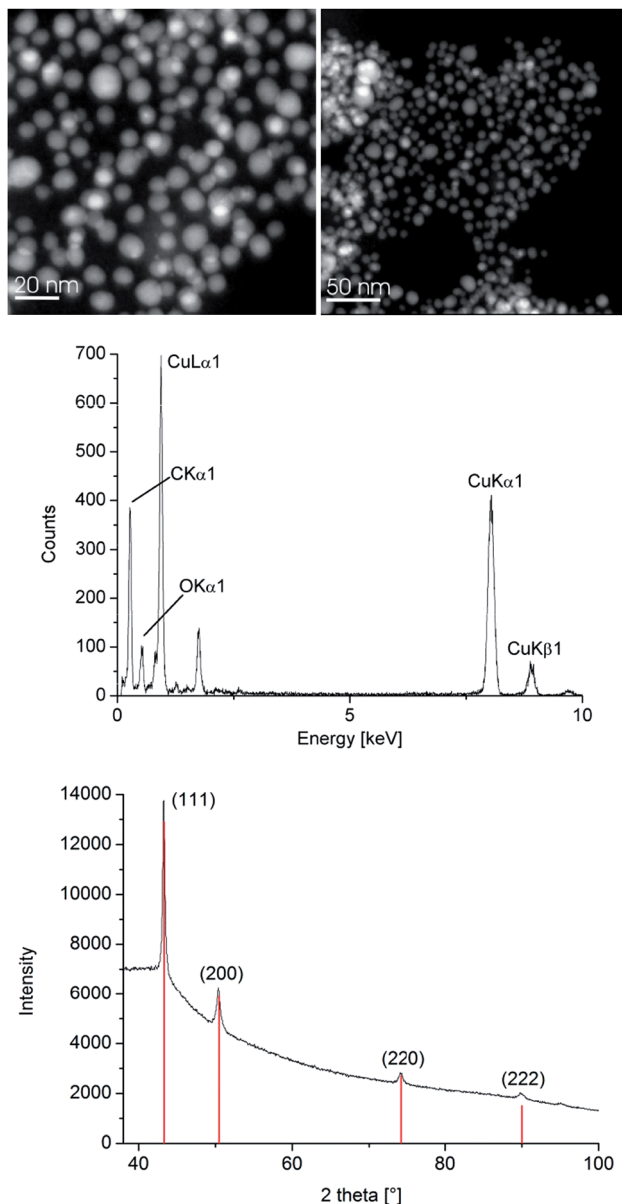 20 nm
50 nm
700
600
500
400
300
200
100
0
Counts
CuLα1
CKα1
OKα1
CuKα1
CuKβ1
0
5
10
Energy [keV]
14000
12000
10000
8000
6000
4000
2000
0
Intensity
(111)
(200)
(220)
(222)
40
60
80
100
2 theta [°]